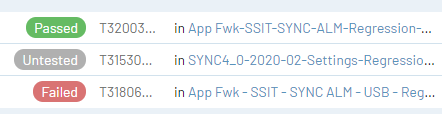 Passed T32003... in App Fwk-SSIT-SYNC-ALM-Regression-...
Untested T31530... in SYNC4_0-2020-02-Settings-Regressio...
Failed T31806... in App Fwk - SSIT - SYNC ALM - USB - Reg...